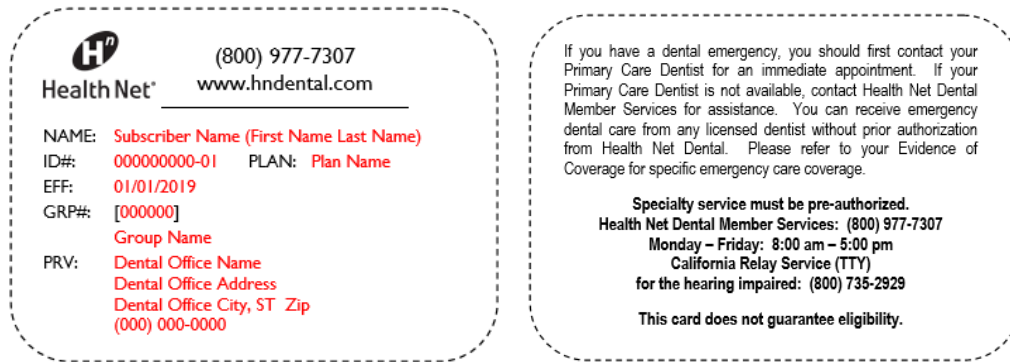 Hn
Health Net®
(800) 977-7307
www.hndental.com
NAME: Subscriber Name (First Name Last Name)
ID#: 000000000-01 PLAN: Plan Name
EFF: 01/01/2019
GRP#: [000000]
Group Name
PRV: Dental Office Name
Dental Office Address
Dental Office City, ST Zip
(000) 000-0000
If you have a dental emergency, you should first contact your
Primary Care Dentist for an immediate appointment. If your
Primary Care Dentist is not available, contact Health Net Dental
Member Services for assistance. You can receive emergency
dental care from any licensed dentist without prior authorization
from Health Net Dental. Please refer to your Evidence of
Coverage for specific emergency care coverage.
Specialty service must be pre-authorized.
Health Net Dental Member Services: (800) 977-7307
Monday – Friday: 8:00 am – 5:00 pm
California Relay Service (TTY)
for the hearing impaired: (800) 735-2929
This card does not guarantee eligibility.